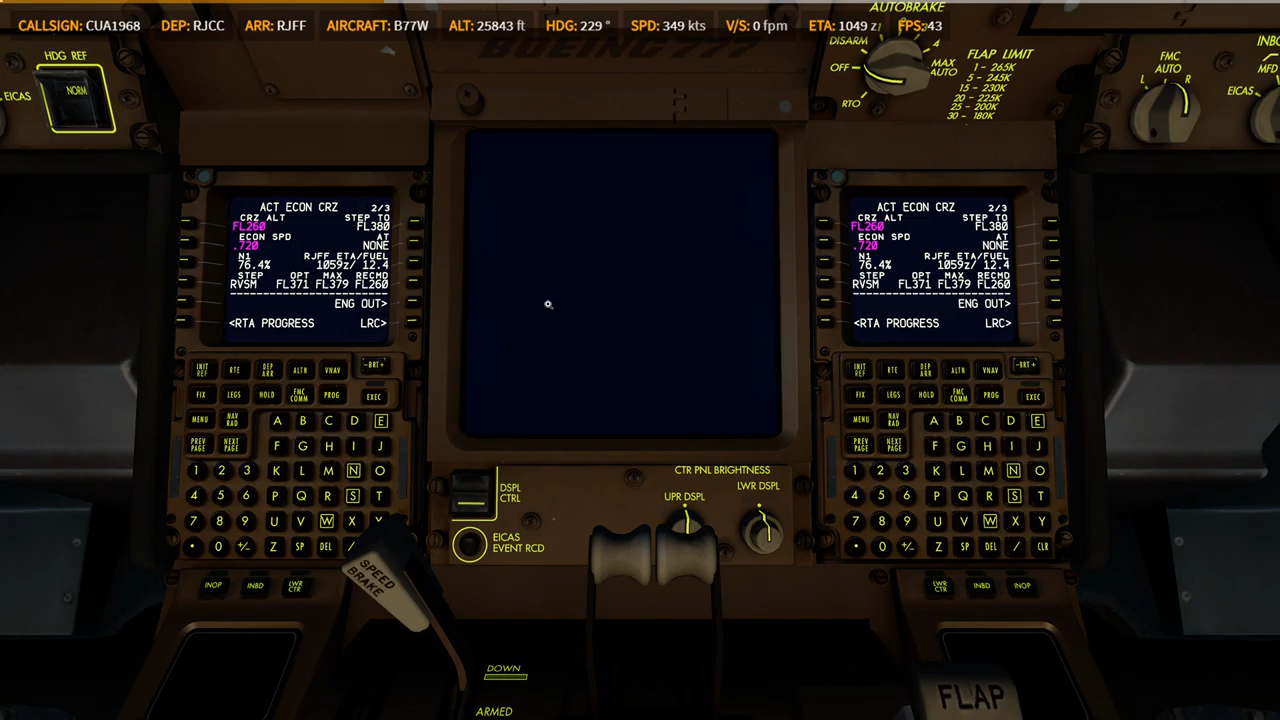 CALLSIGN: CUA1968 DEP: RJCC ARR: RJFF AIRCRAFT: B77W ALT: 25843 ft HDG: 229 ° SPD: 349 kts V/S: 0 fpm ETA: 1049 z FPS: 43
BOEING 777
HDG REF
NORM
EICAS
AUTOBRAKE
DISARM
OFF
RTO
4
MAX
AUTO
FLAP LIMIT
1 - 265K
5 - 245K
15 - 230K
20 - 225K
25 - 200K
30 - 180K
FMC
L AUTO R
MFD
EICAS
ACT ECON CRZ 2/3
CRZ ALT STEP TO
FL260 FL380
ECON SPD AT
.720 NONE
N1 RJFF ETA/FUEL
76.4% 1059z/ 12.4
STEP OPT MAX RECMD
RVSM FL371 FL379 FL260
ENG OUT>
<RTA PROGRESS LRC>
INIT REF RTE DEP ARR ALTN VNAV -BRT+
FIX LEGS HOLD FMC COMM PROG EXEC
MENU NAV RAD A B C D E
PREV PAGE NEXT PAGE F G H I J
1 2 3 K L M N O
4 5 6 P Q R S T
7 8 9 U V W X Y
. 0 +/- Z SP DEL /
INOP INBD LWR CTR
ACT ECON CRZ 2/3
CRZ ALT STEP TO
FL260 FL380
ECON SPD AT
.720 NONE
N1 RJFF ETA/FUEL
76.4% 1059z/ 12.4
STEP OPT MAX RECMD
RVSM FL371 FL379 FL260
ENG OUT>
<RTA PROGRESS LRC>
INIT REF RTE DEP ARR ALTN VNAV -BRT+
FIX LEGS HOLD FMC COMM PROG EXEC
MENU NAV RAD A B C D E
PREV PAGE NEXT PAGE F G H I J
1 2 3 K L M N O
4 5 6 P Q R S T
7 8 9 U V W X Y
. 0 +/- Z SP DEL / CLR
LWR CTR INBD INOP
DSPL
CTRL
EICAS
EVENT RCD
CTR PNL BRIGHTNESS
UPR DSPL LWR DSPL
SPEED
BRAKE
DOWN
ARMED
FLAP